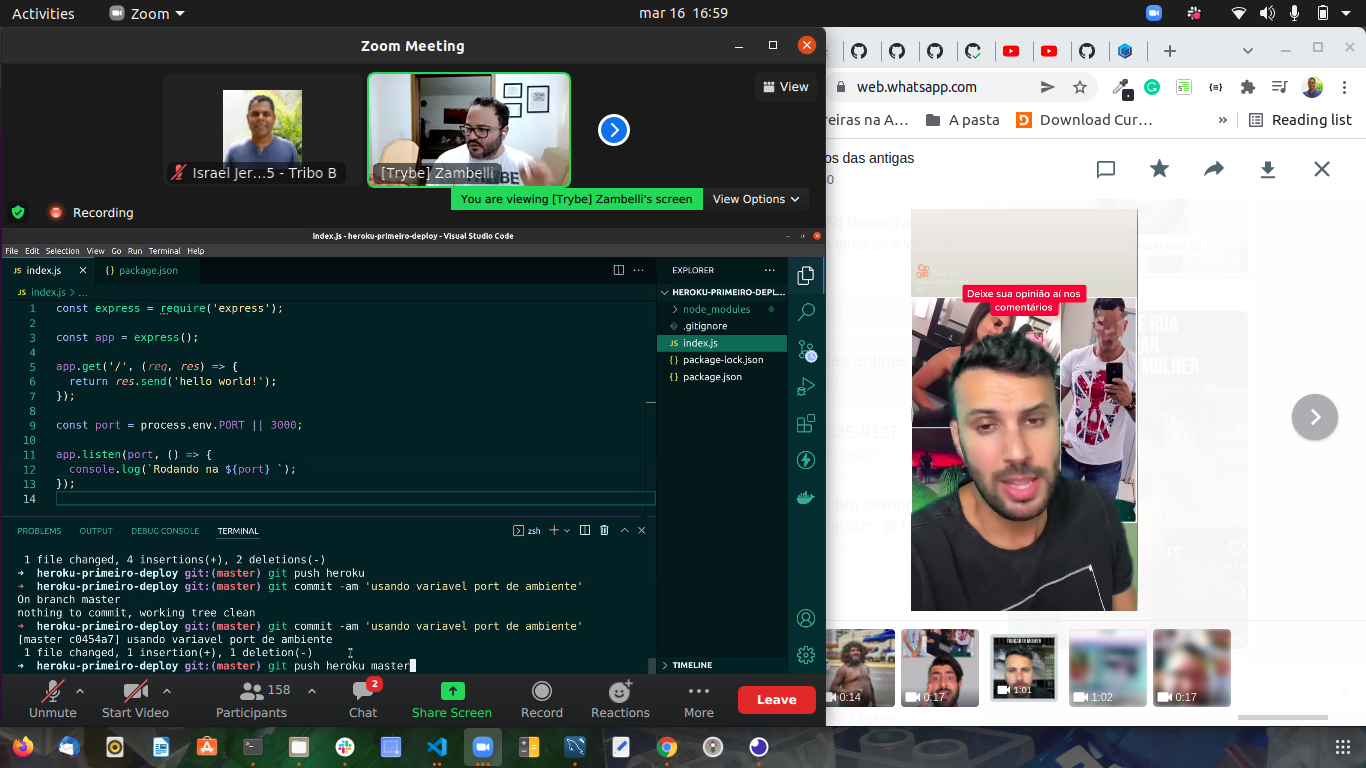 Activities
Zoom
mar 16 16:59
Zoom Meeting
View
Israel Jer...5 - Tribo B
[Trybe] Zambelli
You are viewing [Trybe] Zambelli's screen
View Options
Recording
index.js - heroku-primeiro-deploy - Visual Studio Code
File Edit Selection View Go Run Terminal Help
JS index.js
{} package.json
JS index.js > ...
1 const express = require('express');
2
3 const app = express();
4
5 app.get('/', (req, res) => {
6 return res.send('hello world!');
7 });
8
9 const port = process.env.PORT || 3000;
10
11 app.listen(port, () => {
12 console.log(`Rodando na ${port} `);
13 });
14
EXPLORER
HEROKU-PRIMEIRO-DEPL...
node_modules
.gitignore
JS index.js
{} package-lock.json
{} package.json
TIMELINE
PROBLEMS OUTPUT DEBUG CONSOLE TERMINAL
zsh
1 file changed, 4 insertions(+), 2 deletions(-)
➜ heroku-primeiro-deploy git:(master) git push heroku
➜ heroku-primeiro-deploy git:(master) git commit -am 'usando variavel port de ambiente'
On branch master
nothing to commit, working tree clean
➜ heroku-primeiro-deploy git:(master) git commit -am 'usando variavel port de ambiente'
[master c0454a7] usando variavel port de ambiente
1 file changed, 1 insertion(+), 1 deletion(-)
➜ heroku-primeiro-deploy git:(master) git push heroku master
Unmute
Start Video
158
Participants
2
Chat
Share Screen
Record
Reactions
More
Leave
web.whatsapp.com
reiras na A...
A pasta
Download Cur...
»
Reading list
os das antigas
Deixe sua opinião aí nos
comentários
0:14
0:17
1:01
1:02
0:17